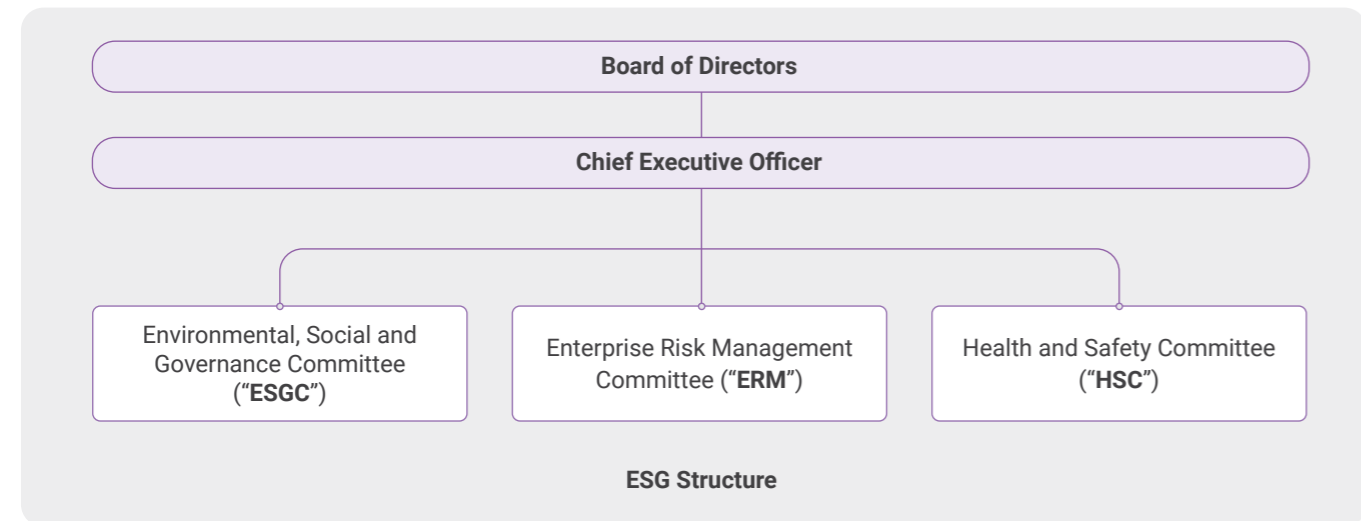 Board of Directors
Chief Executive Officer
Environmental, Social and
Governance Committee
(“ESGC”)
Enterprise Risk Management
Committee (“ERM”)
Health and Safety Committee
(“HSC”)
ESG Structure